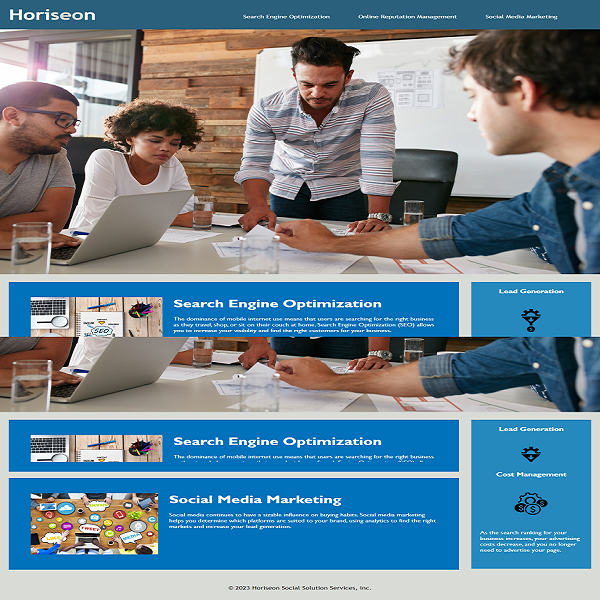 Horiseon
Search Engine Optimization
Online Reputation Management
Social Media Marketing
Search Engine Optimization
The dominance of mobile internet use means that users are searching for the right business
as they travel, shop, or sit on their couch at home. Search Engine Optimization (SEO) allows
you to increase your visibility and find the right customers for your business.
SEO
Lead Generation
Search Engine Optimization
The dominance of mobile internet use means that users are searching for the right business
Lead Generation
Cost Management
Social Media Marketing
Social media continues to have a sizable influence on buying habits. Social media marketing
helps you determine which platforms are suited to your brand, using analytics to find the right
markets and increase your lead generation.
As the search ranking for your
business increases, your advertising
costs decrease, and you no longer
need to advertise your page.
© 2023 Horiseon Social Solution Services, Inc.